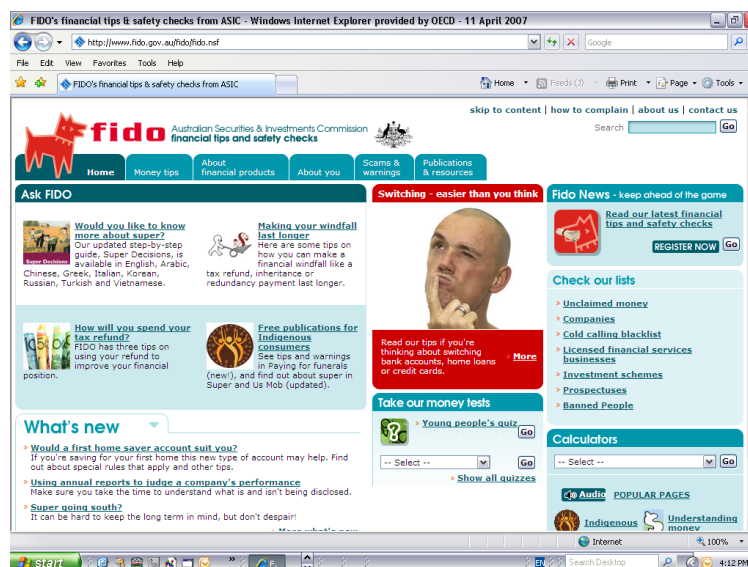 FIDO's financial tips & safety checks from ASIC - Windows Internet Explorer provided by OECD - 11 April 2007
http://www.fido.gov.au/fido/fido.nsf
Google
File Edit View Favorites Tools Help
FIDO's financial tips & safety checks from ASIC
Home Feeds (J) Print Page Tools
skip to content | how to complain | about us | contact us
Search Go
fido Australian Securities & Investments Commission
financial tips and safety checks
Home
Money tips
About
financial products
About you
Scams &
warnings
Publications
& resources
Ask FIDO
Would you like to know
more about super?
Our updated step-by-step
guide, Super Decisions, is
available in English, Arabic,
Chinese, Greek, Italian, Korean,
Russian, Turkish and Vietnamese.
Super Decisions
Making your windfall
last longer
Here are some tips on
how you can make a
financial windfall like a
tax refund, inheritance or
redundancy payment last longer.
How will you spend your
tax refund?
FIDO has three tips on
using your refund to
improve your financial
position.
Free publications for
Indigenous
consumers
See tips and warnings
in Paying for funerals
(new!), and find out about super in
Super and Us Mob (updated).
What's new
Would a first home saver account suit you?
If you're saving for your first home this new type of account may help. Find
out about special rules that apply and other tips.
Using annual reports to judge a company's performance
Make sure you take the time to understand what is and isn't being disclosed.
Super going south?
It can be hard to keep the long term in mind, but don't despair!
Switching - easier than you think
Read our tips if you're
thinking about switching
bank accounts, home loans
or credit cards.
More
Take our money tests
Young people's quiz
Go
-- Select -- Go
Show all quizzes
Fido News - keep ahead of the game
Read our latest financial
tips and safety checks
REGISTER NOW Go
Check our lists
Unclaimed money
Companies
Cold calling blacklist
Licensed financial services
businesses
Investment schemes
Prospectuses
Banned People
Calculators
-- Select -- Go
Audio POPULAR PAGES
Indigenous
Understanding
money
Internet 100%
start
EN Search Desktop 4:12 PM